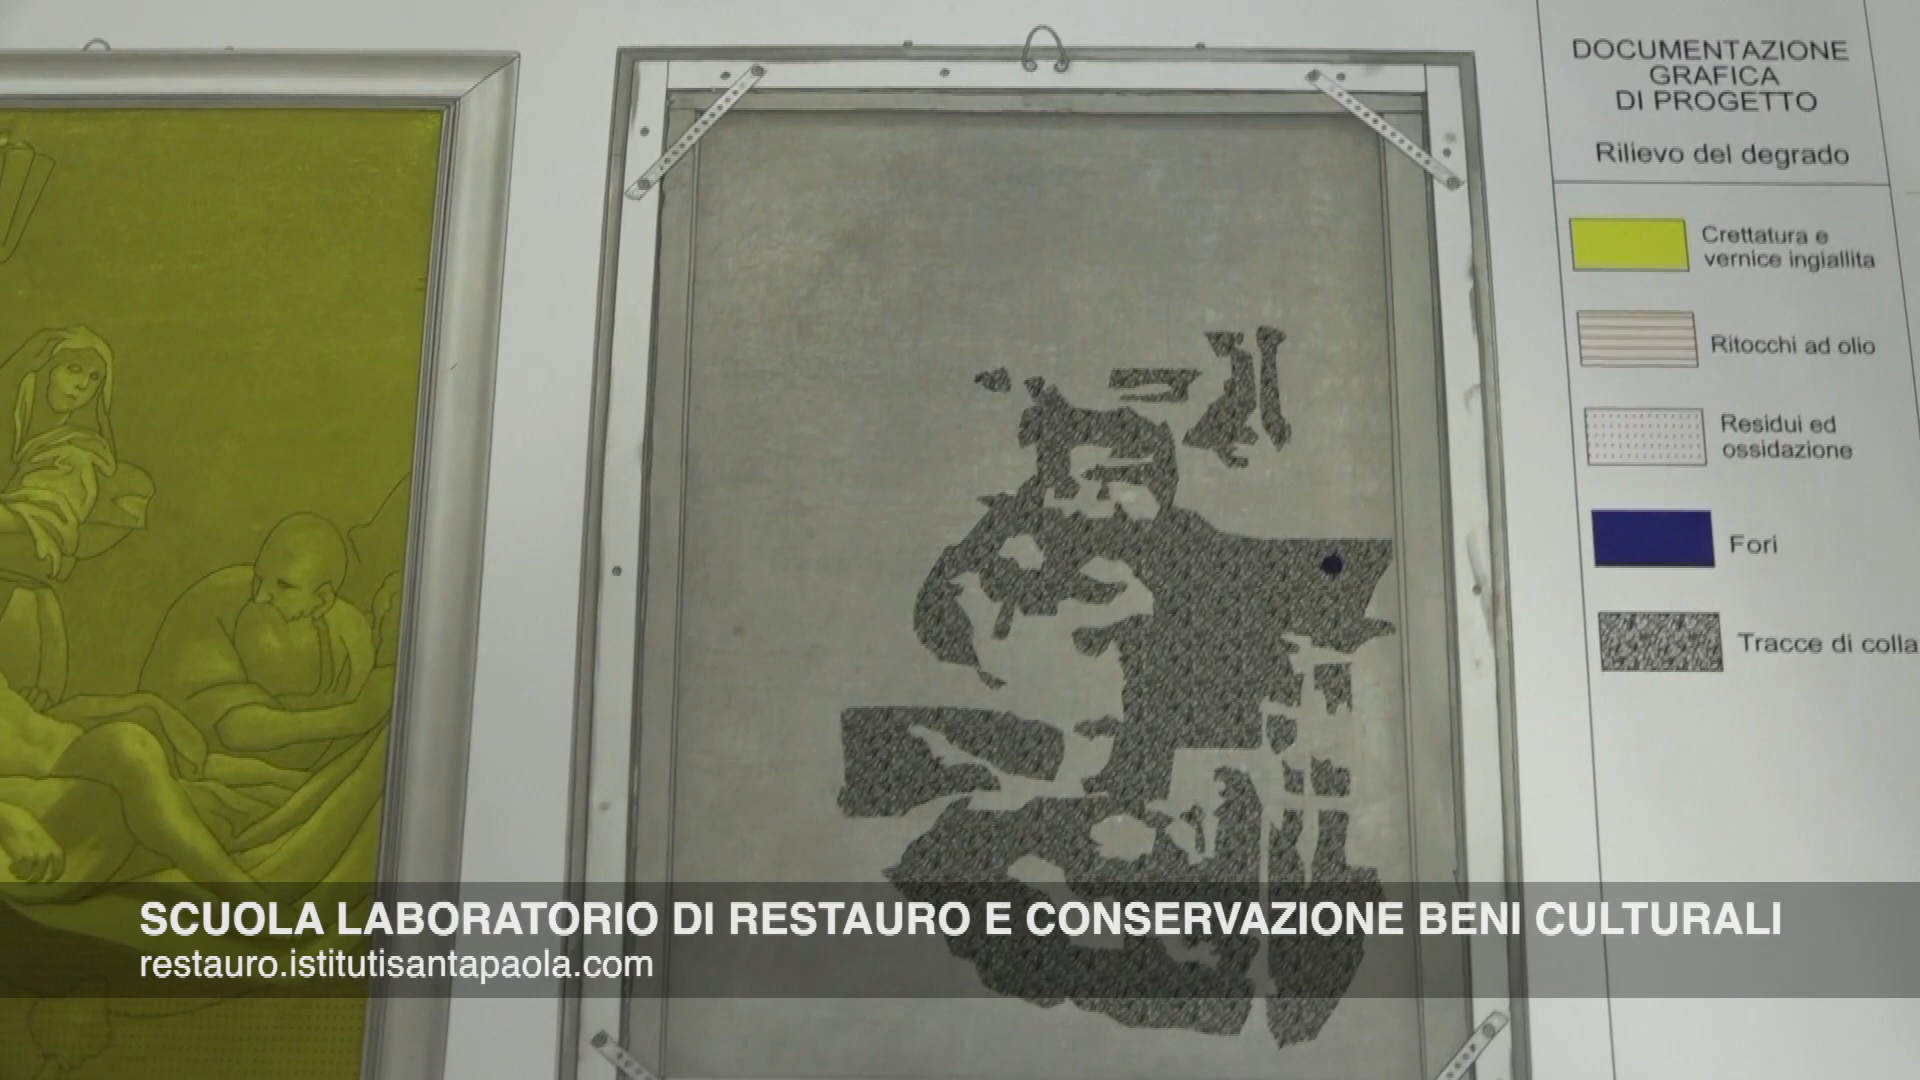 DOCUMENTAZIONE
GRAFICA
DI PROGETTO
Rilievo del degrado
Crettatura e
vernice ingiallita
Ritocchi ad olio
Residui ed
ossidazione
Fori
Tracce di colla
SCUOLA LABORATORIO DI RESTAURO E CONSERVAZIONE BENI CULTURALI
restauro.istitutisantapaola.com